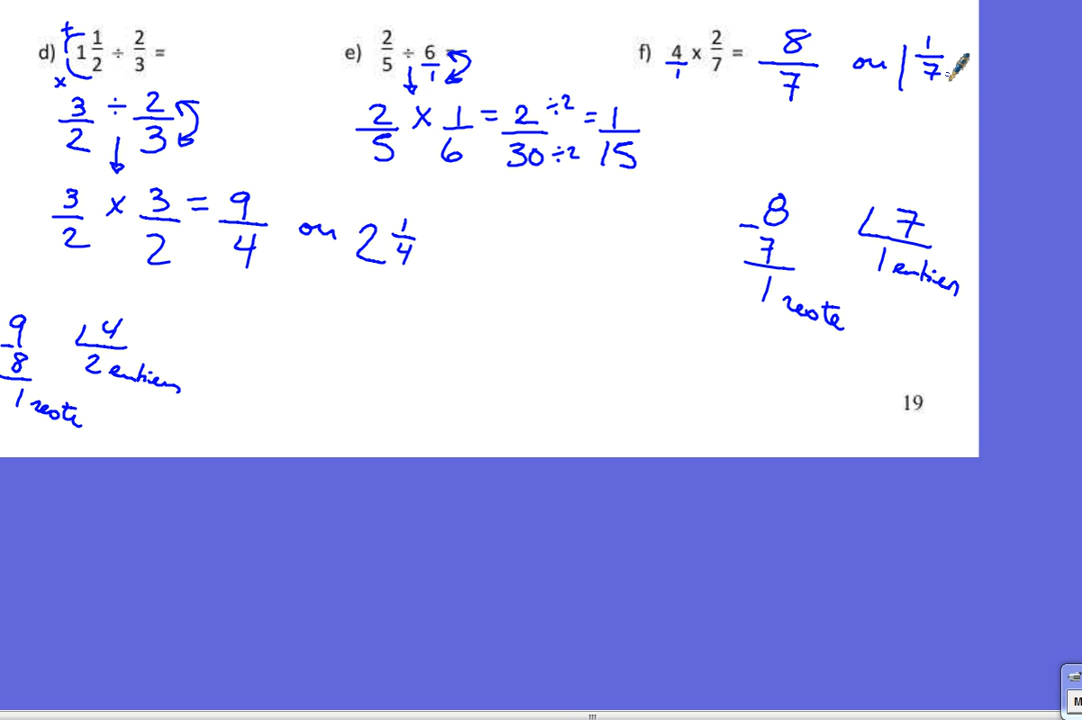 d) 1 1/2 ÷ 2/3 =
+
x
3/2 ÷ 2/3
3/2 x 3/2 = 9/4 ou 2 1/4
9 4
- 8 2 entiers
1 reste
e) 2/5 ÷ 6/1
2/5 x 1/6 = 2/30 ÷2/÷2 = 1/15
f) 4/1 x 2/7 = 8/7 ou 1 1/7
- 8 7
7 1 entiers
1 reste
19
M